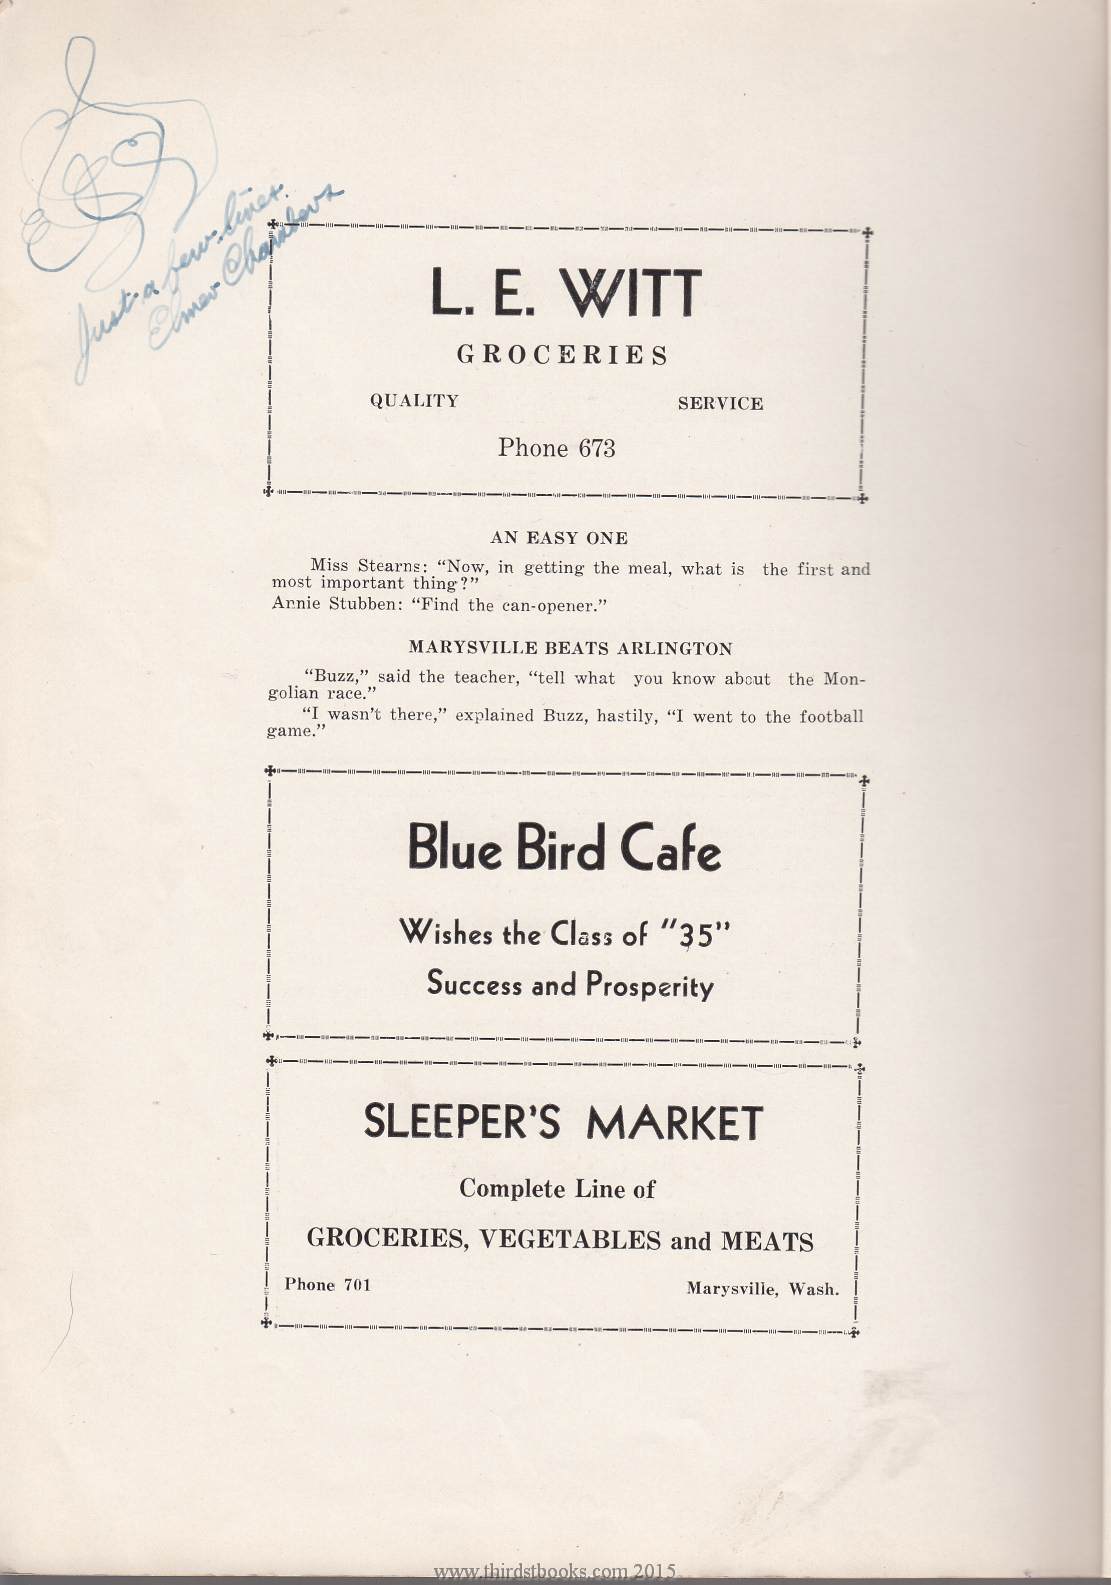 Just a few lines.
Elmer Chambers
L. E. WITT
GROCERIES
QUALITY SERVICE
Phone 673
AN EASY ONE
Miss Stearns: “Now, in getting the meal, what is the first and
most important thing?”
Arnie Stubben: “Find the can-opener.”
MARYSVILLE BEATS ARLINGTON
“Buzz,” said the teacher, “tell what you know about the Mon-
golian race.”
“I wasn’t there,” explained Buzz, hastily, “I went to the football
game.”
Blue Bird Cafe
Wishes the Class of "35"
Success and Prosperity
SLEEPER'S MARKET
Complete Line of
GROCERIES, VEGETABLES and MEATS
Phone 701 Marysville, Wash.
www.thirdstbooks.com 2015